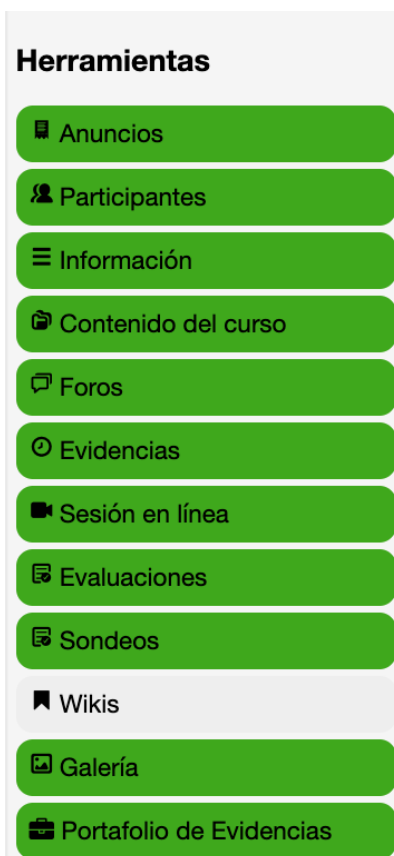 Herramientas
Anuncios
Participantes
Información
Contenido del curso
Foros
Evidencias
Sesión en línea
Evaluaciones
Sondeos
Wikis
Galería
Portafolio de Evidencias